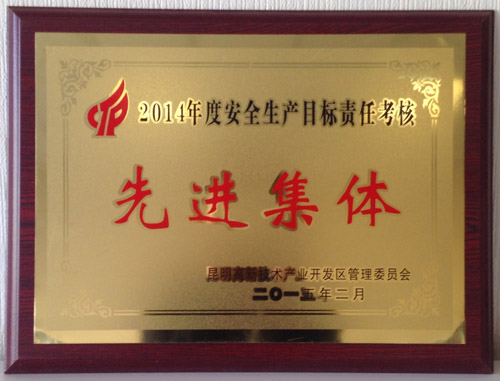 2014年度安全生产目标责任考核
先进集体
昆明高新技术产业开发区管理委员会
二〇一五年二月